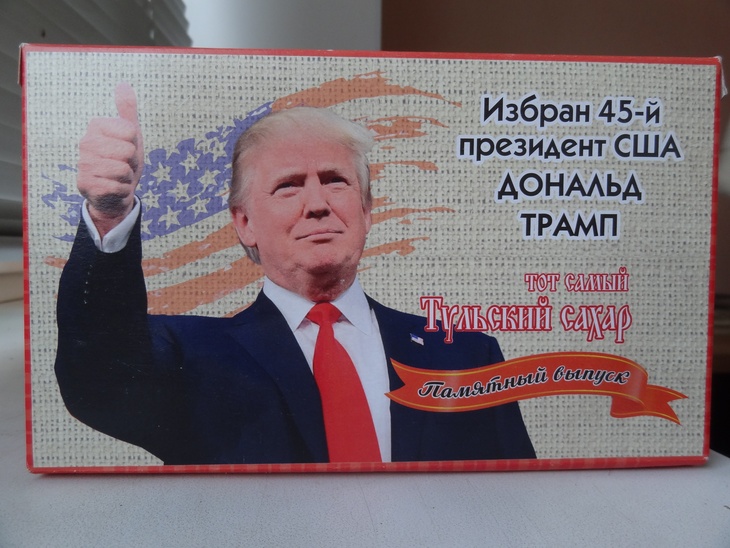 Избран 45-й
президент США
ДОНАЛЬД
ТРАМП
тот самый
Тульский сахар
Памятный выпуск